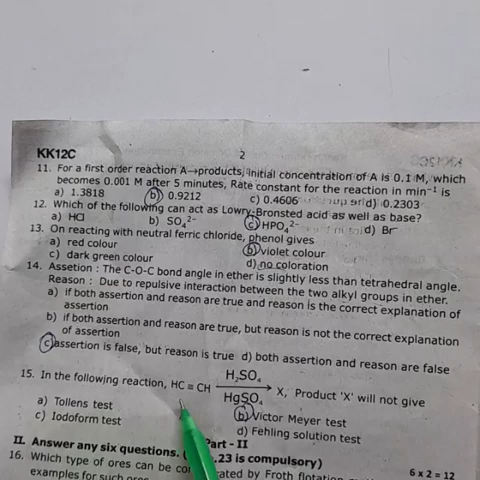 KK12C
2
11. For a first order reaction A→products, initial concentration of A is 0.1 M, which
becomes 0.001 M after 5 minutes, Rate constant for the reaction in min⁻¹ is
a) 1.3818 b) 0.9212 c) 0.4606 d) 0.2303
12. Which of the following can act as Lowry-Bronsted acid as well as base?
a) HCl b) SO₄²⁻ c) HPO₄²⁻ d) Br⁻
13. On reacting with neutral ferric chloride, phenol gives
a) red colour b) violet colour
c) dark green colour d) no coloration
14. Assetion : The C-O-C bond angle in ether is slightly less than tetrahedral angle.
Reason : Due to repulsive interaction between the two alkyl groups in ether.
a) if both assertion and reason are true and reason is the correct explanation of
assertion
b) if both assertion and reason are true, but reason is not the correct explanation
of assertion
c) assertion is false, but reason is true d) both assertion and reason are false
H₂SO₄
15. In the following reaction, HC ≡ CH → X, Product 'X' will not give
HgSO₄
a) Tollens test b) Victor Meyer test
c) Iodoform test d) Fehling solution test
Part - II
II. Answer any six questions. ( .23 is compulsory) 6 x 2 = 12
16. Which type of ores can be by Froth
examples for such